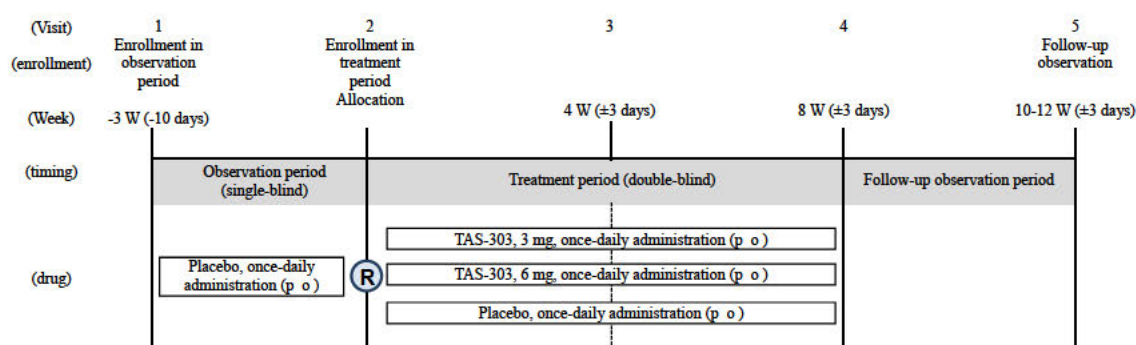 (Visit) 1 2 3 4 5
Enrollment in
observation
period
Enrollment in
treatment
period
Allocation
Follow-up
observation
(enrollment)
(Week) -3 W (-10 days) 4 W (±3 days) 8 W (±3 days) 10-12 W (±3 days)
(timing)
Observation period
(single-blind)
Treatment period (double-blind)
Follow-up observation period
(drug)
Placebo, once-daily
administration (p o )
R
TAS-303, 3 mg, once-daily administration (p o )
TAS-303, 6 mg, once-daily administration (p o )
Placebo, once-daily administration (p o )